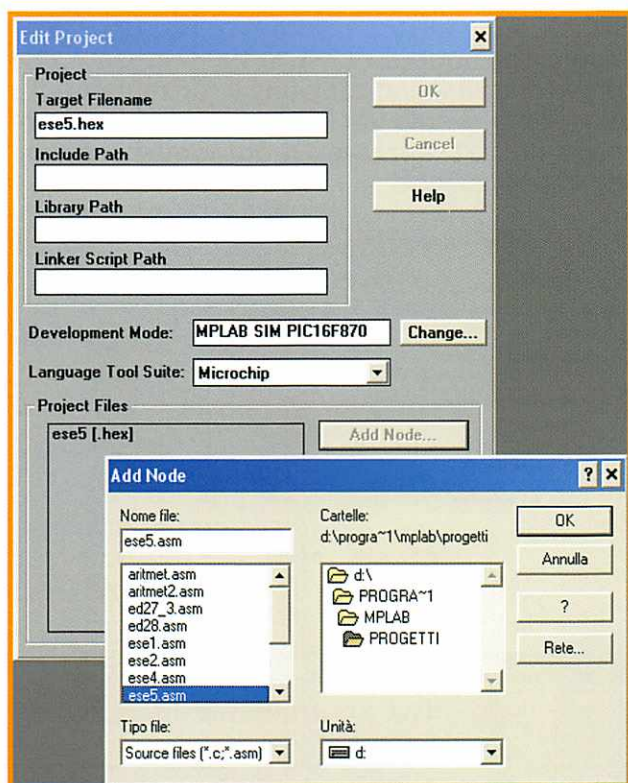 Edit Project
Project
Target Filename
ese5.hex
Include Path
Library Path
Linker Script Path
OK
Cancel
Help
Development Mode: MPLAB SIM PIC16F870 Change...
Language Tool Suite: Microchip
Project Files
ese5 [.hex]
Add Node...
Add Node
Nome file:
ese5.asm
aritmet.asm
aritmet2.asm
ed27_3.asm
ed28.asm
ese1.asm
ese2.asm
ese4.asm
ese5.asm
Tipo file:
Source files (*.c;*.asm)
Cartelle:
d:\progra~1\mplab\progetti
d:\
PROGRA~1
MPLAB
PROGETTI
Unità:
d:
OK
Annulla
?
Rete...